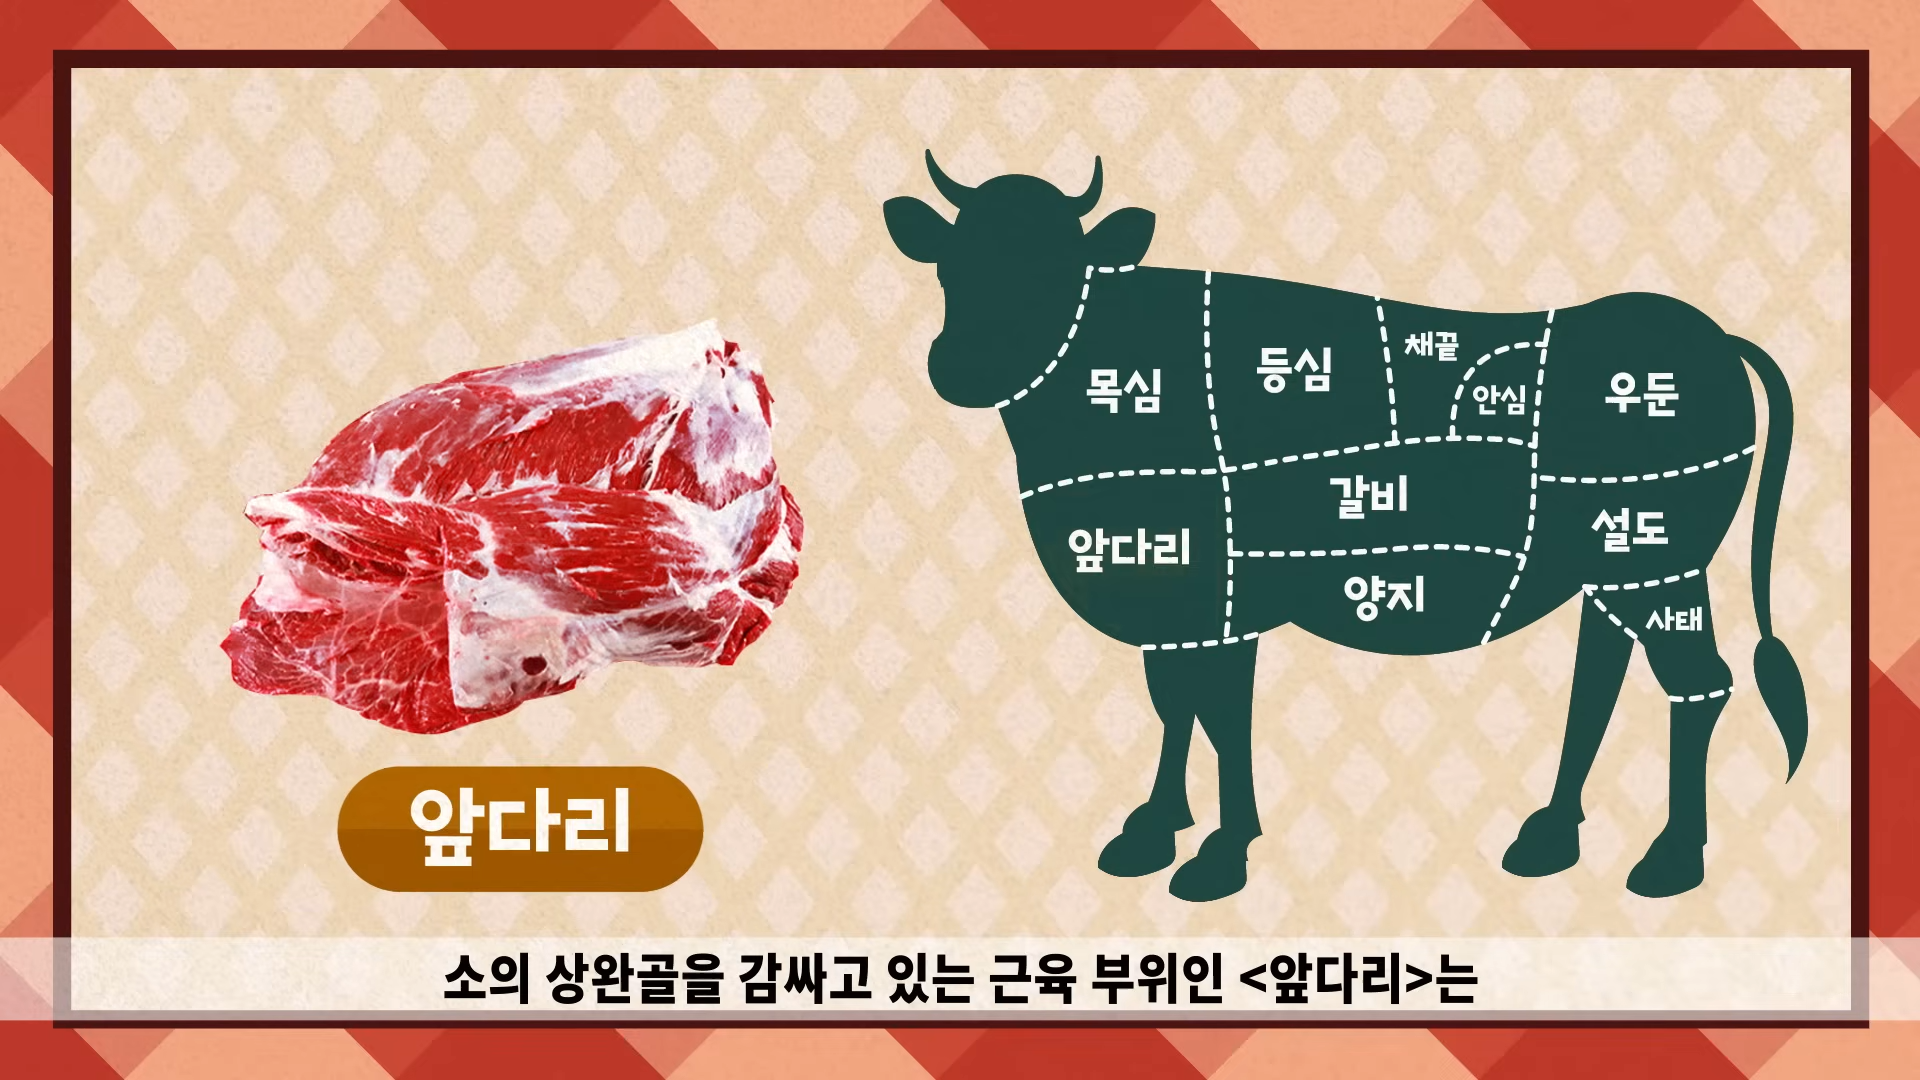 목심
등심
채끝
안심
우둔
앞다리
갈비
양지
설도
사태
앞다리
소의 상완골을 감싸고 있는 근육 부위인 <앞다리>는